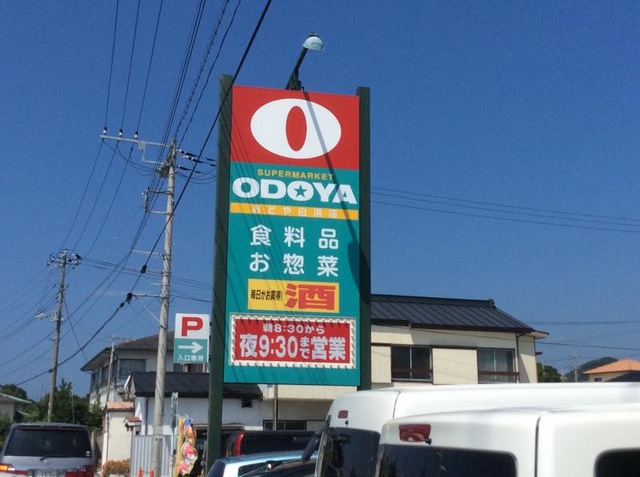 SUPERMARKET
ODOYA
おどや白浜店
食料品
お惣菜
毎日がお買得!
酒
朝8:30から
夜9:30まで営業
P
入口専用